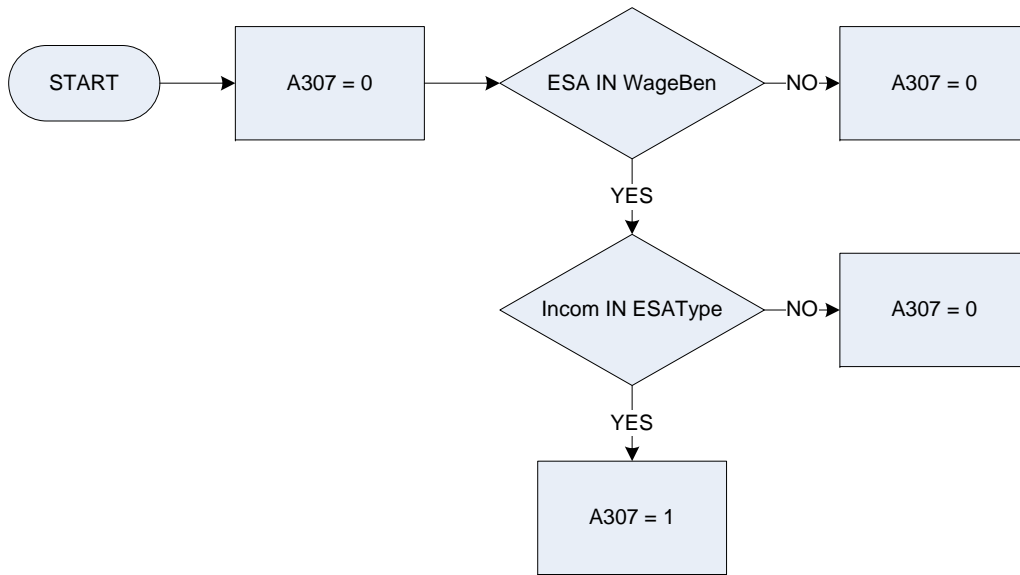 START
A307 = 0
ESA IN WageBen
NO
A307 = 0
YES
Incom IN ESAType
NO
A307 = 0
YES
A307 = 1